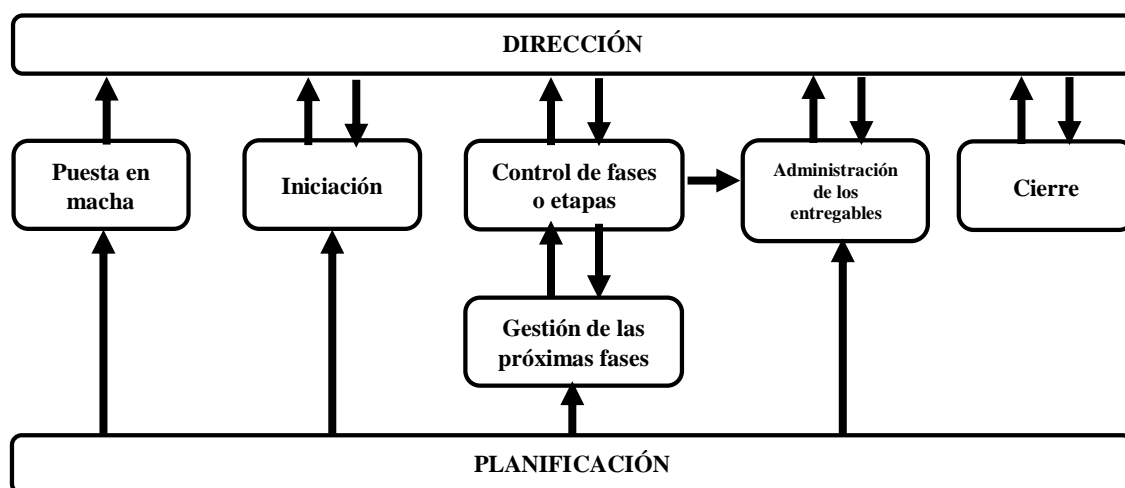 DIRECCIÓN
Puesta en
macha
Iniciación
Control de fases
o etapas
Administración
de los
entregables
Cierre
Gestión de las
próximas fases
PLANIFICACIÓN